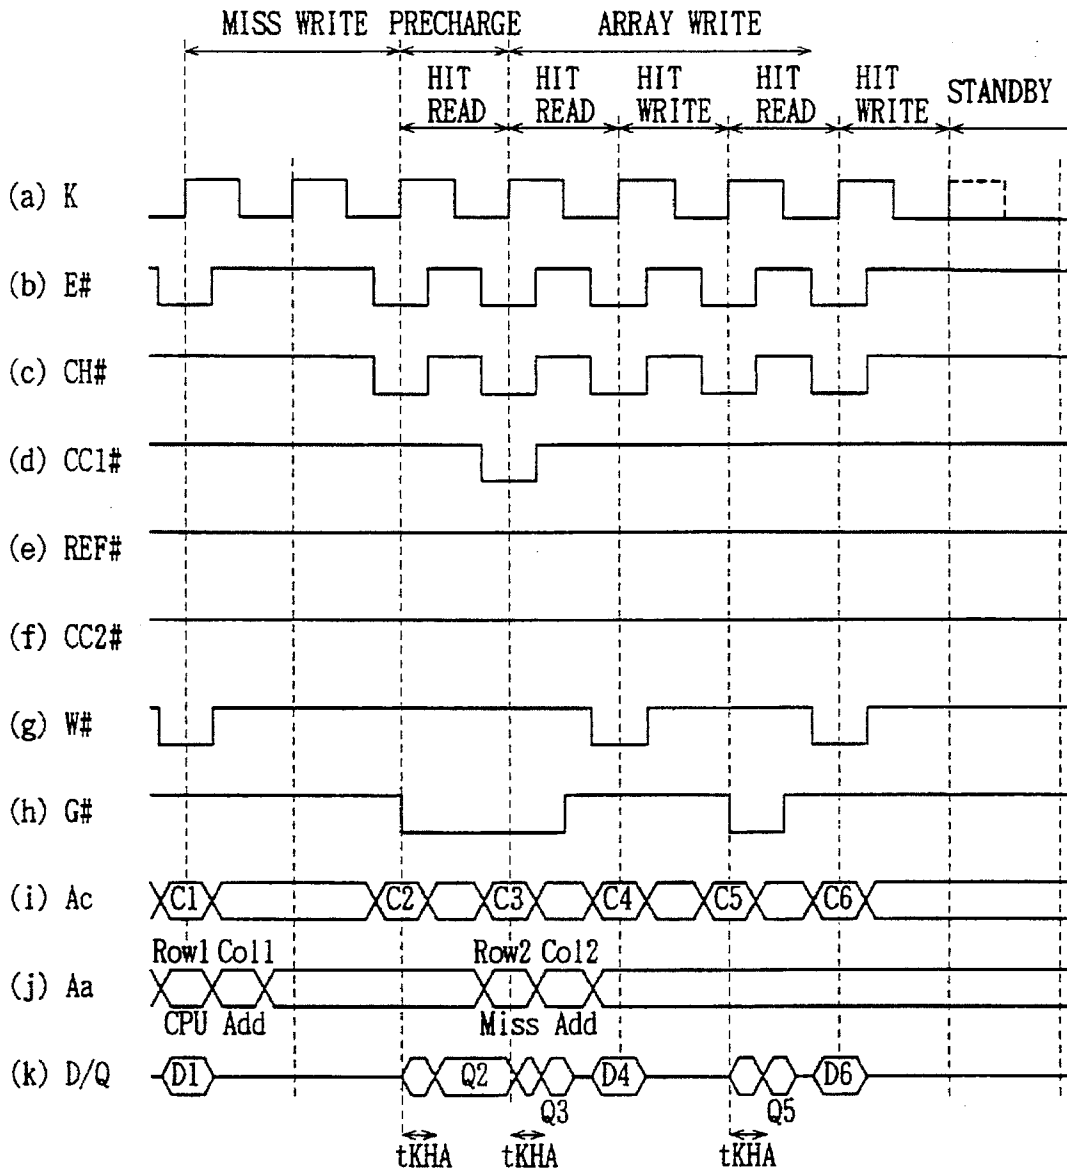 MISS WRITE PRECHARGE ARRAY WRITE
HIT READ HIT READ HIT WRITE HIT READ HIT WRITE STANDBY
(a) K
(b) E#
(c) CH#
(d) CC1#
(e) REF#
(f) CC2#
(g) W#
(h) G#
(i) Ac C1 C2 C3 C4 C5 C6
Row1 Col1 Row2 Col2
(j) Aa
CPU Add Miss Add
(k) D/Q D1 Q2 D4 D6
Q3 Q5
tKHA tKHA tKHA